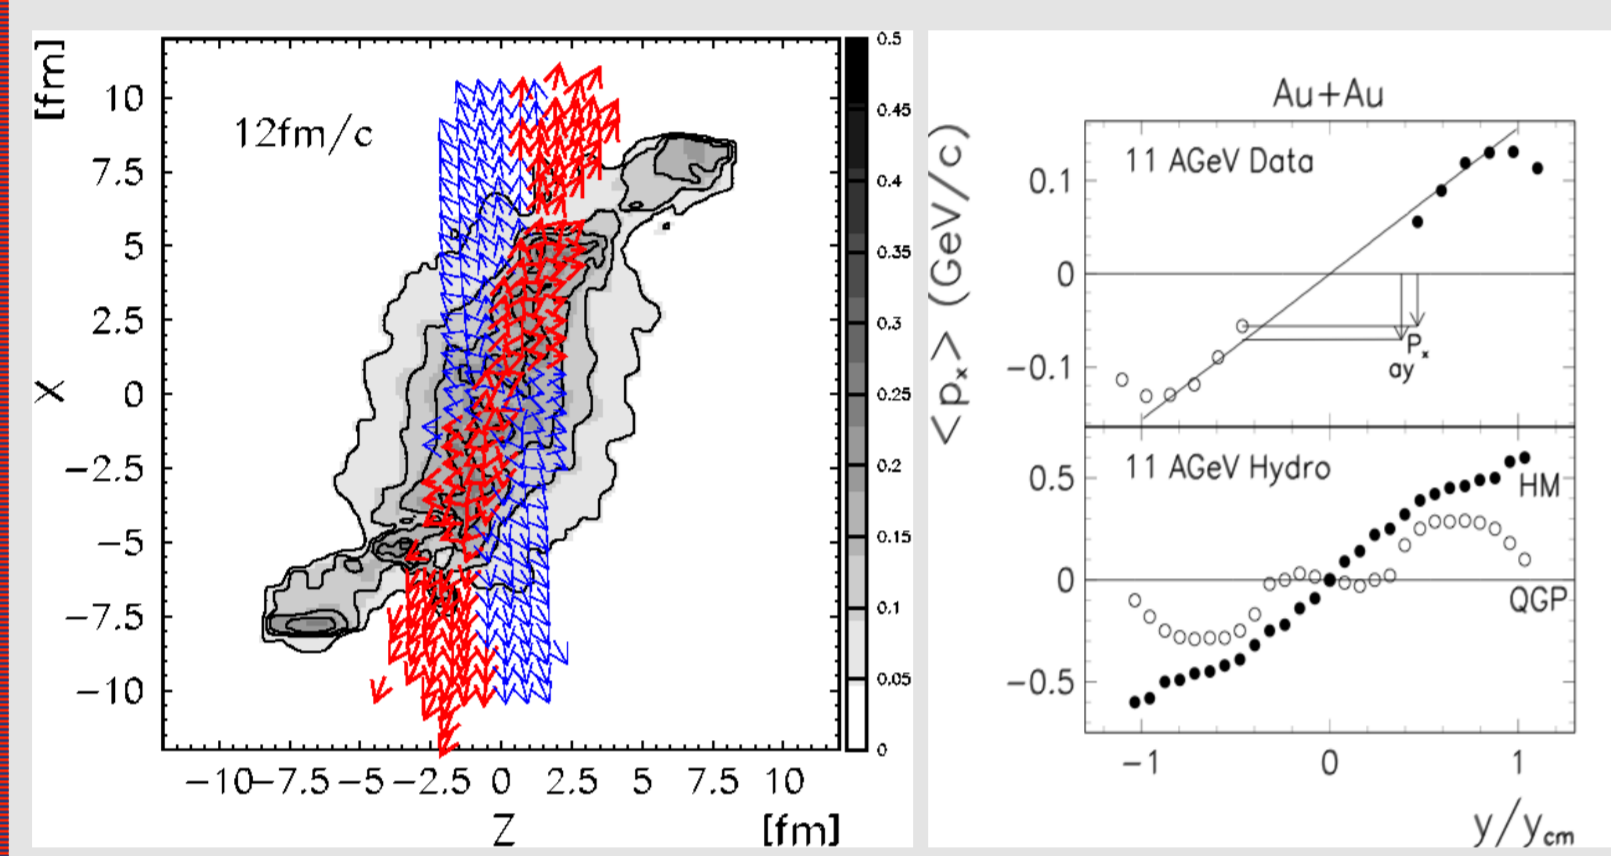 [fm]
12fm/c
10
7.5
5
2.5
0
−2.5
−5
−7.5
−10
X
−10 −7.5 −5 −2.5 0 2.5 5 7.5 10
Z
[fm]
0.5
0.45
0.4
0.35
0.3
0.25
0.2
0.15
0.1
0.05
0
Au+Au
<pₓ> (GeV/c)
11 AGeV Data
0.1
0
−0.1
Pₓ
ay
11 AGeV Hydro
0.5
0
−0.5
HM
QGP
−1 0 1
y/y_cm